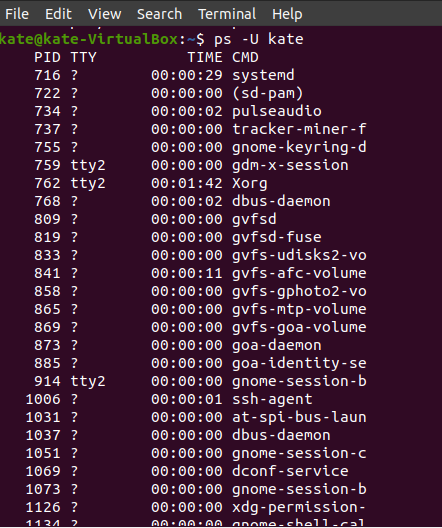 File Edit View Search Terminal Help
kate@kate-VirtualBox:~$ ps -U kate
PID TTY TIME CMD
716 ? 00:00:29 systemd
722 ? 00:00:00 (sd-pam)
734 ? 00:00:02 pulseaudio
737 ? 00:00:00 tracker-miner-f
755 ? 00:00:00 gnome-keyring-d
759 tty2 00:00:00 gdm-x-session
762 tty2 00:01:42 Xorg
768 ? 00:00:02 dbus-daemon
809 ? 00:00:00 gvfsd
819 ? 00:00:00 gvfsd-fuse
833 ? 00:00:00 gvfs-udisks2-vo
841 ? 00:00:11 gvfs-afc-volume
858 ? 00:00:00 gvfs-gphoto2-vo
865 ? 00:00:00 gvfs-mtp-volume
869 ? 00:00:00 gvfs-goa-volume
873 ? 00:00:00 goa-daemon
885 ? 00:00:00 goa-identity-se
914 tty2 00:00:00 gnome-session-b
1006 ? 00:00:01 ssh-agent
1031 ? 00:00:00 at-spi-bus-laun
1037 ? 00:00:00 dbus-daemon
1051 ? 00:00:00 gnome-session-c
1069 ? 00:00:00 dconf-service
1073 ? 00:00:00 gnome-session-b
1126 ? 00:00:00 xdg-permission-
1134 ? 00:00:00 gnome-shell-cal